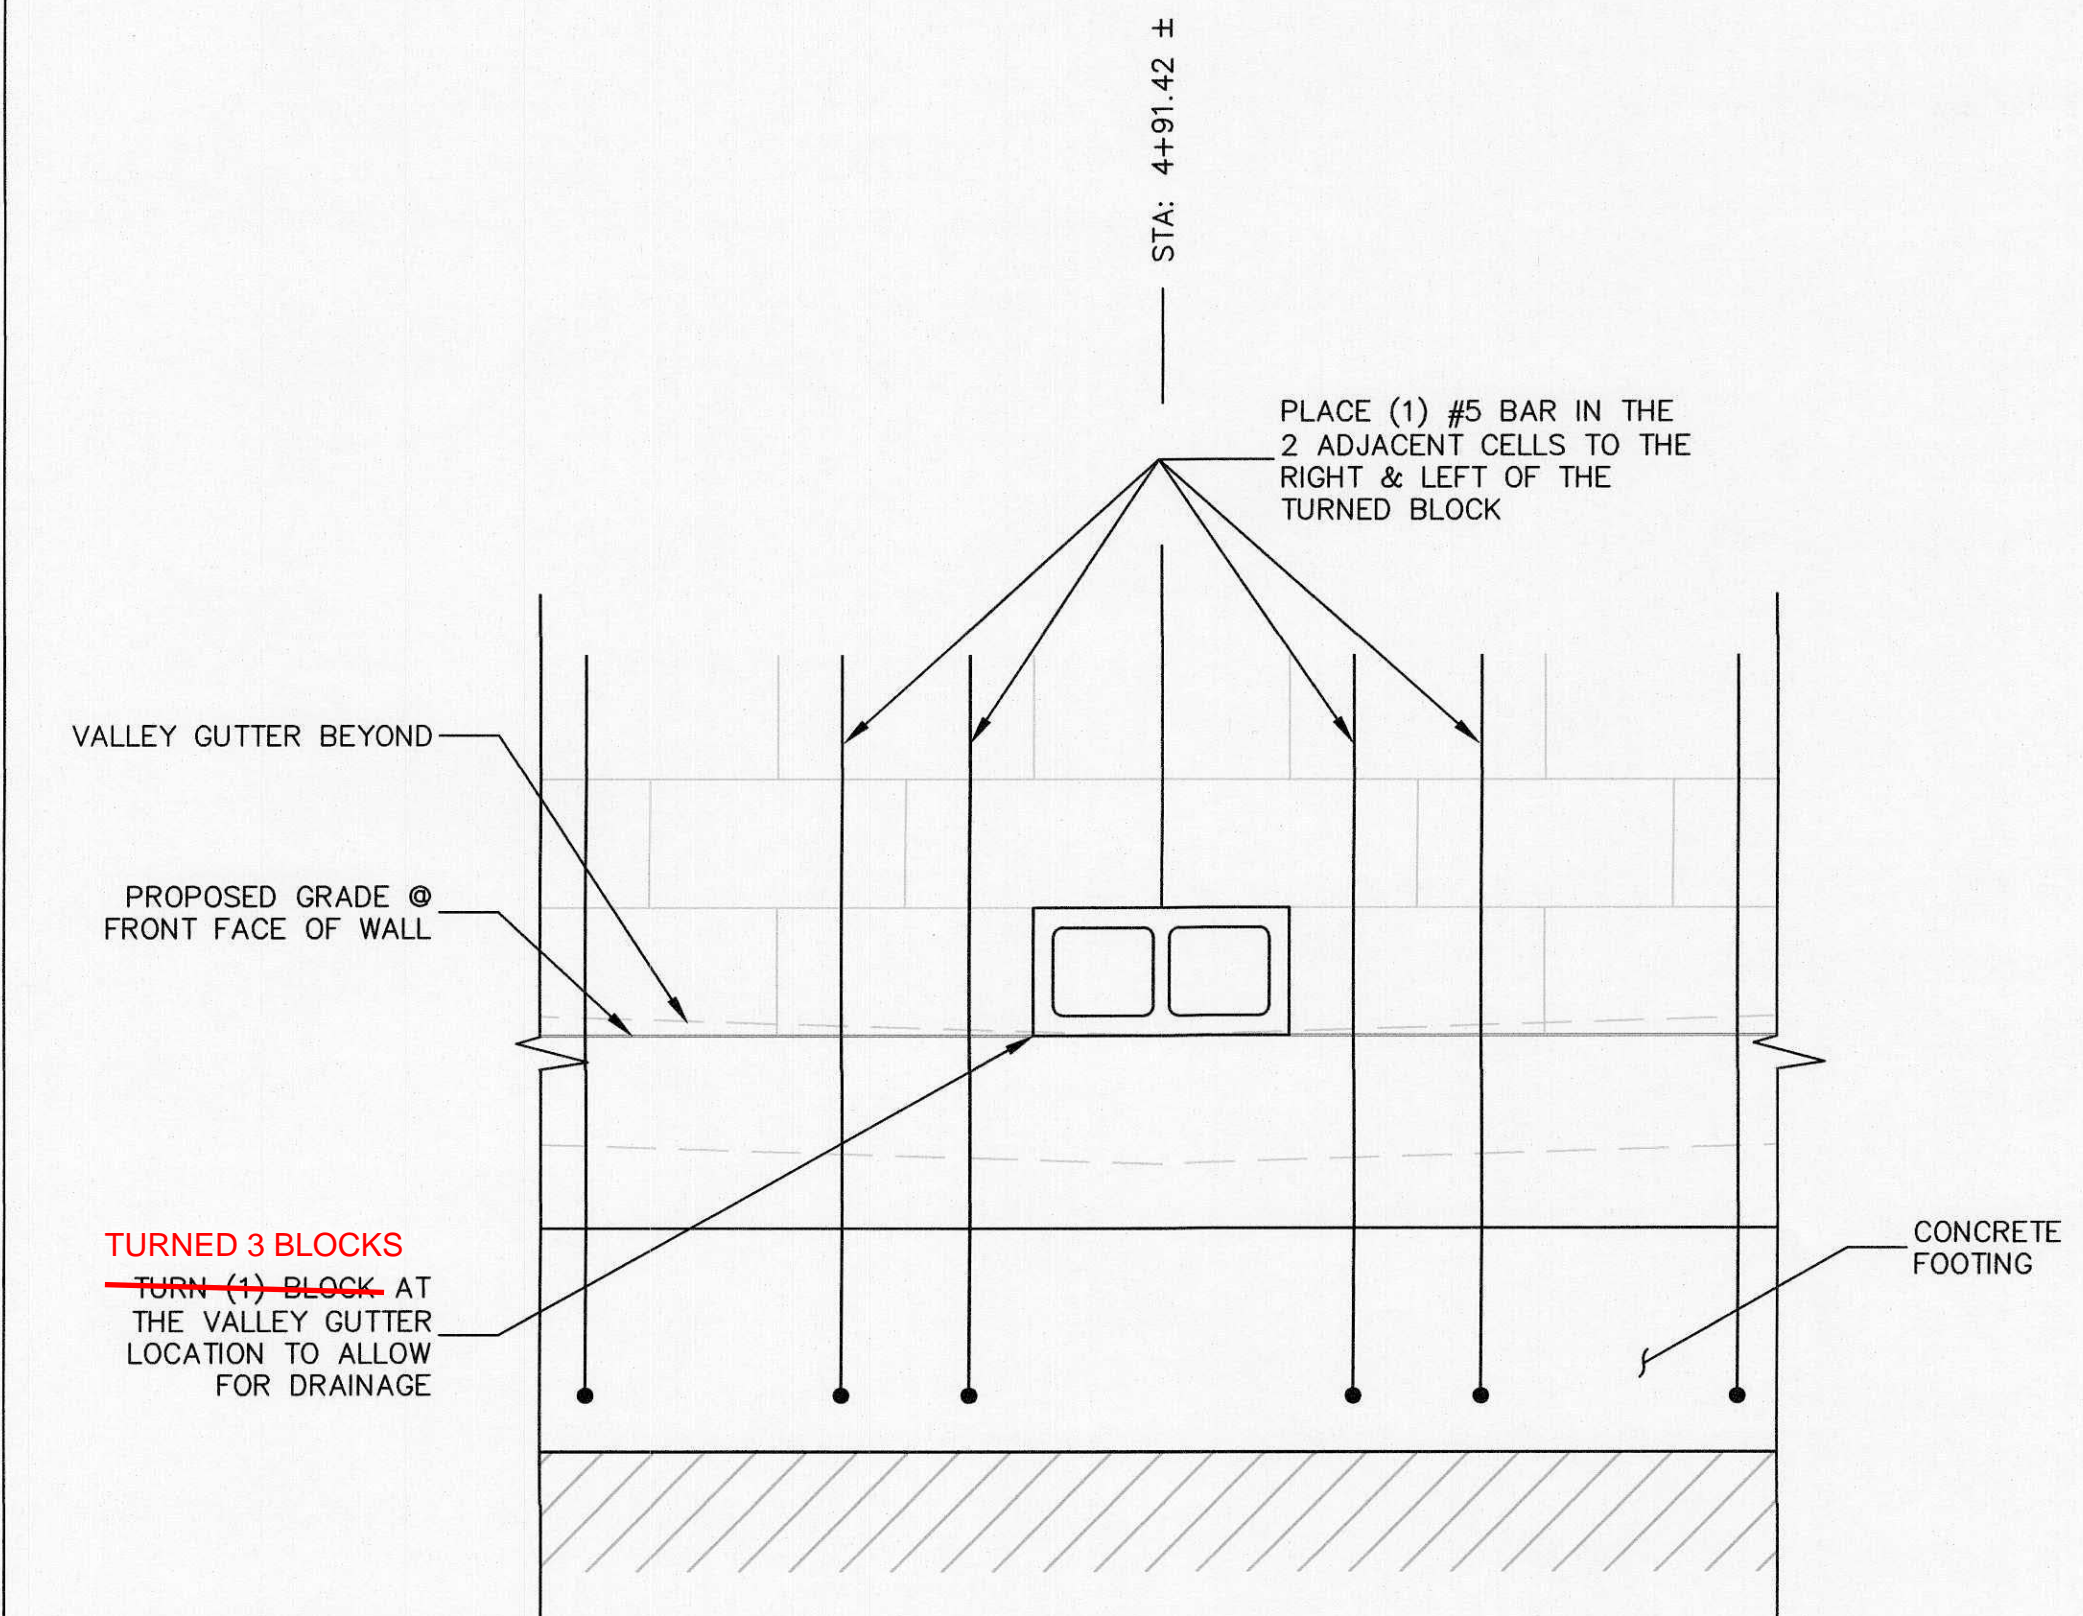 STA: 4+91.42 ±
PLACE (1) #5 BAR IN THE
2 ADJACENT CELLS TO THE
RIGHT & LEFT OF THE
TURNED BLOCK
VALLEY GUTTER BEYOND
PROPOSED GRADE @
FRONT FACE OF WALL
TURNED 3 BLOCKS
TURN (1) BLOCK AT
THE VALLEY GUTTER
LOCATION TO ALLOW
FOR DRAINAGE
CONCRETE
FOOTING